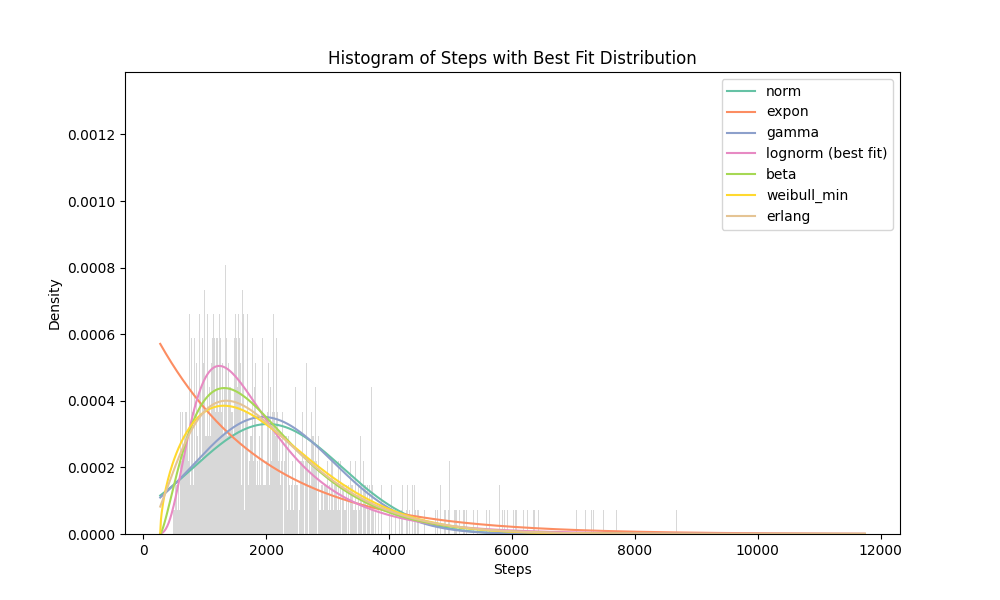 Histogram of Steps with Best Fit Distribution
norm
expon
gamma
lognorm (best fit)
beta
weibull_min
erlang
Density
0.0012
0.0010
0.0008
0.0006
0.0004
0.0002
0.0000
0
2000
4000
6000
8000
10000
12000
Steps